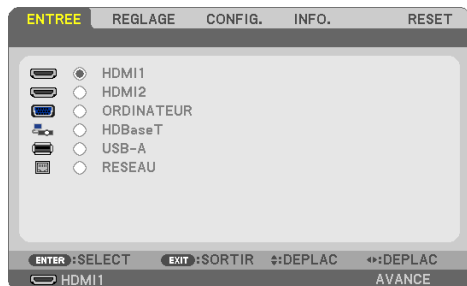 ENTREE REGLAGE CONFIG. INFO. RESET
HDMI1
HDMI2
ORDINATEUR
HDBaseT
USB-A
RESEAU
ENTER :SELECT EXIT :SORTIR :DEPLAC :DEPLAC
HDMI1 AVANCE